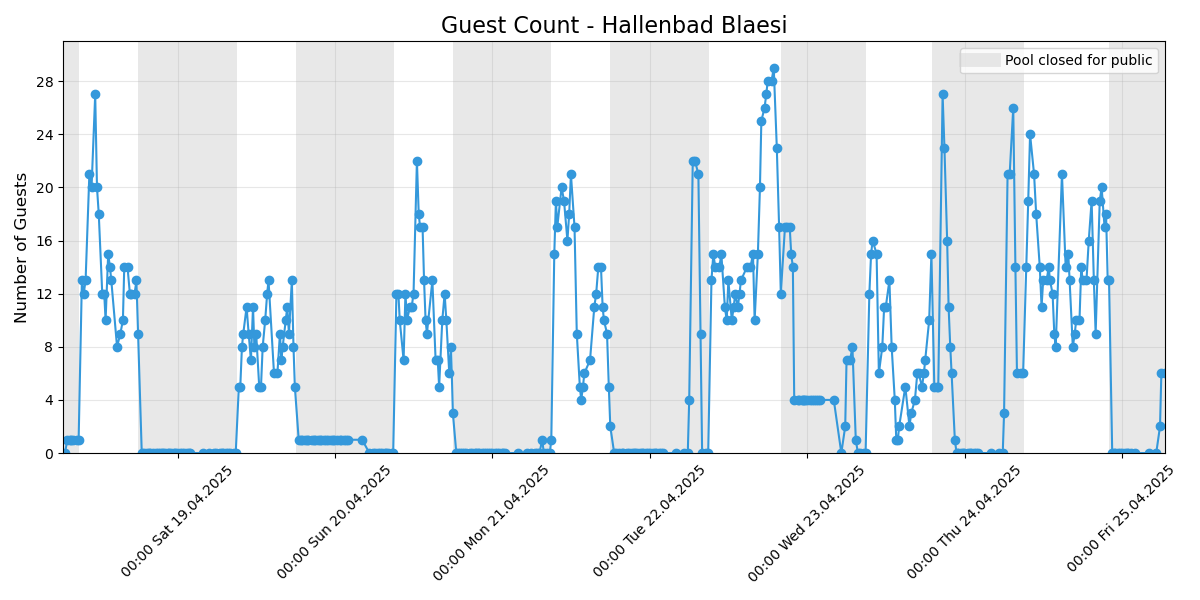 Guest Count - Hallenbad Blaesi
Pool closed for public
Number of Guests
28
24
20
16
12
8
4
0
00:00 Sat 19.04.2025
00:00 Sun 20.04.2025
00:00 Mon 21.04.2025
00:00 Tue 22.04.2025
00:00 Wed 23.04.2025
00:00 Thu 24.04.2025
00:00 Fri 25.04.2025